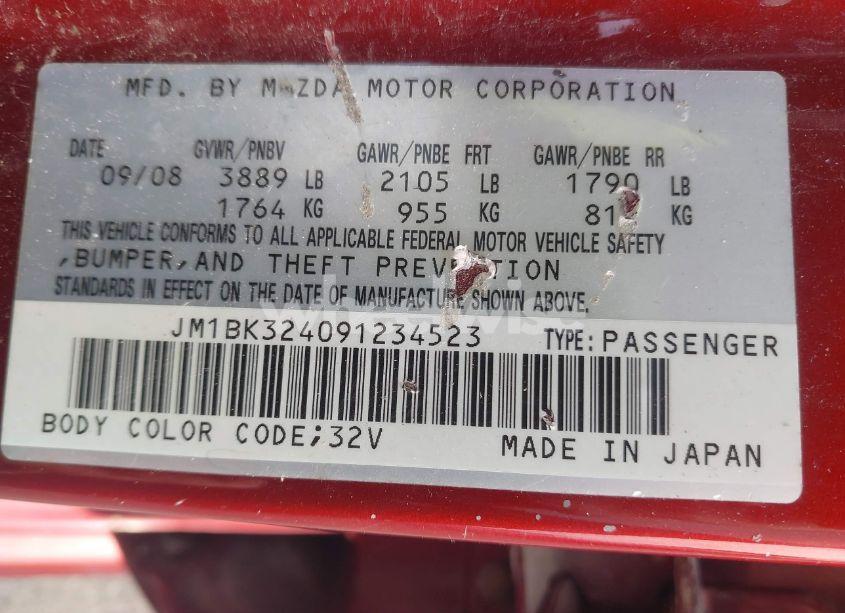 MFD. BY MAZDA MOTOR CORPORATION
DATE GVWR/PNBV GAWR/PNBE FRT GAWR/PNBE RR
09/08 3889 LB 2105 LB 1790 LB
1764 KG 955 KG KG
THIS VEHICLE CONFORMS TO ALL APPLICABLE FEDERAL MOTOR VEHICLE SAFETY
,BUMPER,AND THEFT PREVENTION
STANDARDS IN EFFECT ON THE DATE OF MANUFACTURE SHOWN ABOVE.
JM1BK324091234523 TYPE: PASSENGER
BODY COLOR CODE;32V MADE IN JAPAN